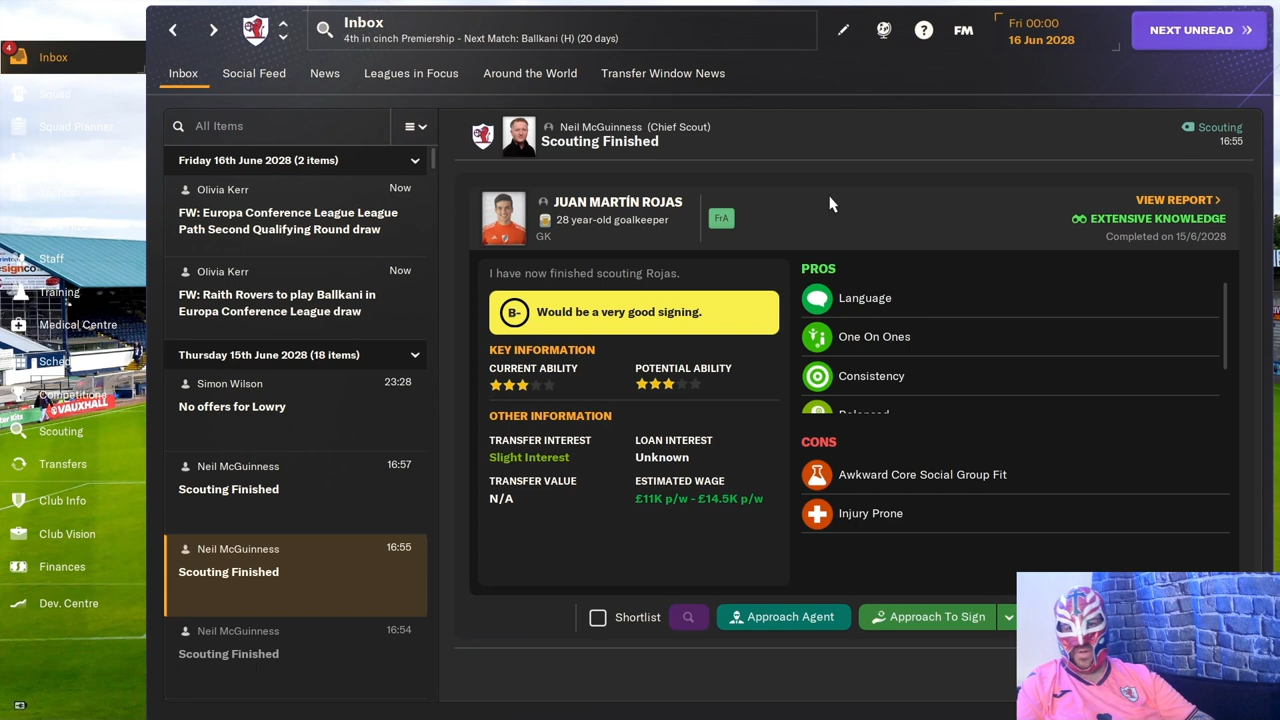 Inbox
4th in cinch Premiership - Next Match: Ballkani (H) (20 days)
FM
Fri 00:00
16 Jun 2028
NEXT UNREAD
4
Inbox
Squad
Squad Planner
Staff
Training
Medical Centre
Sched
Competitions
Scouting
Transfers
Club Info
Club Vision
Finances
Dev. Centre
VAUXHALL
Inbox
Social Feed
News
Leagues in Focus
Around the World
Transfer Window News
All Items
Friday 16th June 2028 (2 items)
Olivia Kerr
Now
FW: Europa Conference League League
Path Second Qualifying Round draw
Olivia Kerr
Now
FW: Raith Rovers to play Ballkani in
Europa Conference League draw
Thursday 15th June 2028 (18 items)
Simon Wilson
23:28
No offers for Lowry
Neil McGuinness
16:57
Scouting Finished
Neil McGuinness
16:55
Scouting Finished
Neil McGuinness
16:54
Scouting Finished
Neil McGuinness (Chief Scout)
Scouting Finished
Scouting
16:55
JUAN MARTÍN ROJAS
28 year-old goalkeeper
GK
FrA
VIEW REPORT >
EXTENSIVE KNOWLEDGE
Completed on 15/6/2028
I have now finished scouting Rojas.
B-
Would be a very good signing.
KEY INFORMATION
CURRENT ABILITY
POTENTIAL ABILITY
OTHER INFORMATION
TRANSFER INTEREST
LOAN INTEREST
Slight Interest
Unknown
TRANSFER VALUE
ESTIMATED WAGE
N/A
£11K p/w - £14.5K p/w
PROS
Language
One On Ones
Consistency
Balanced
CONS
Awkward Core Social Group Fit
Injury Prone
Shortlist
Approach Agent
Approach To Sign